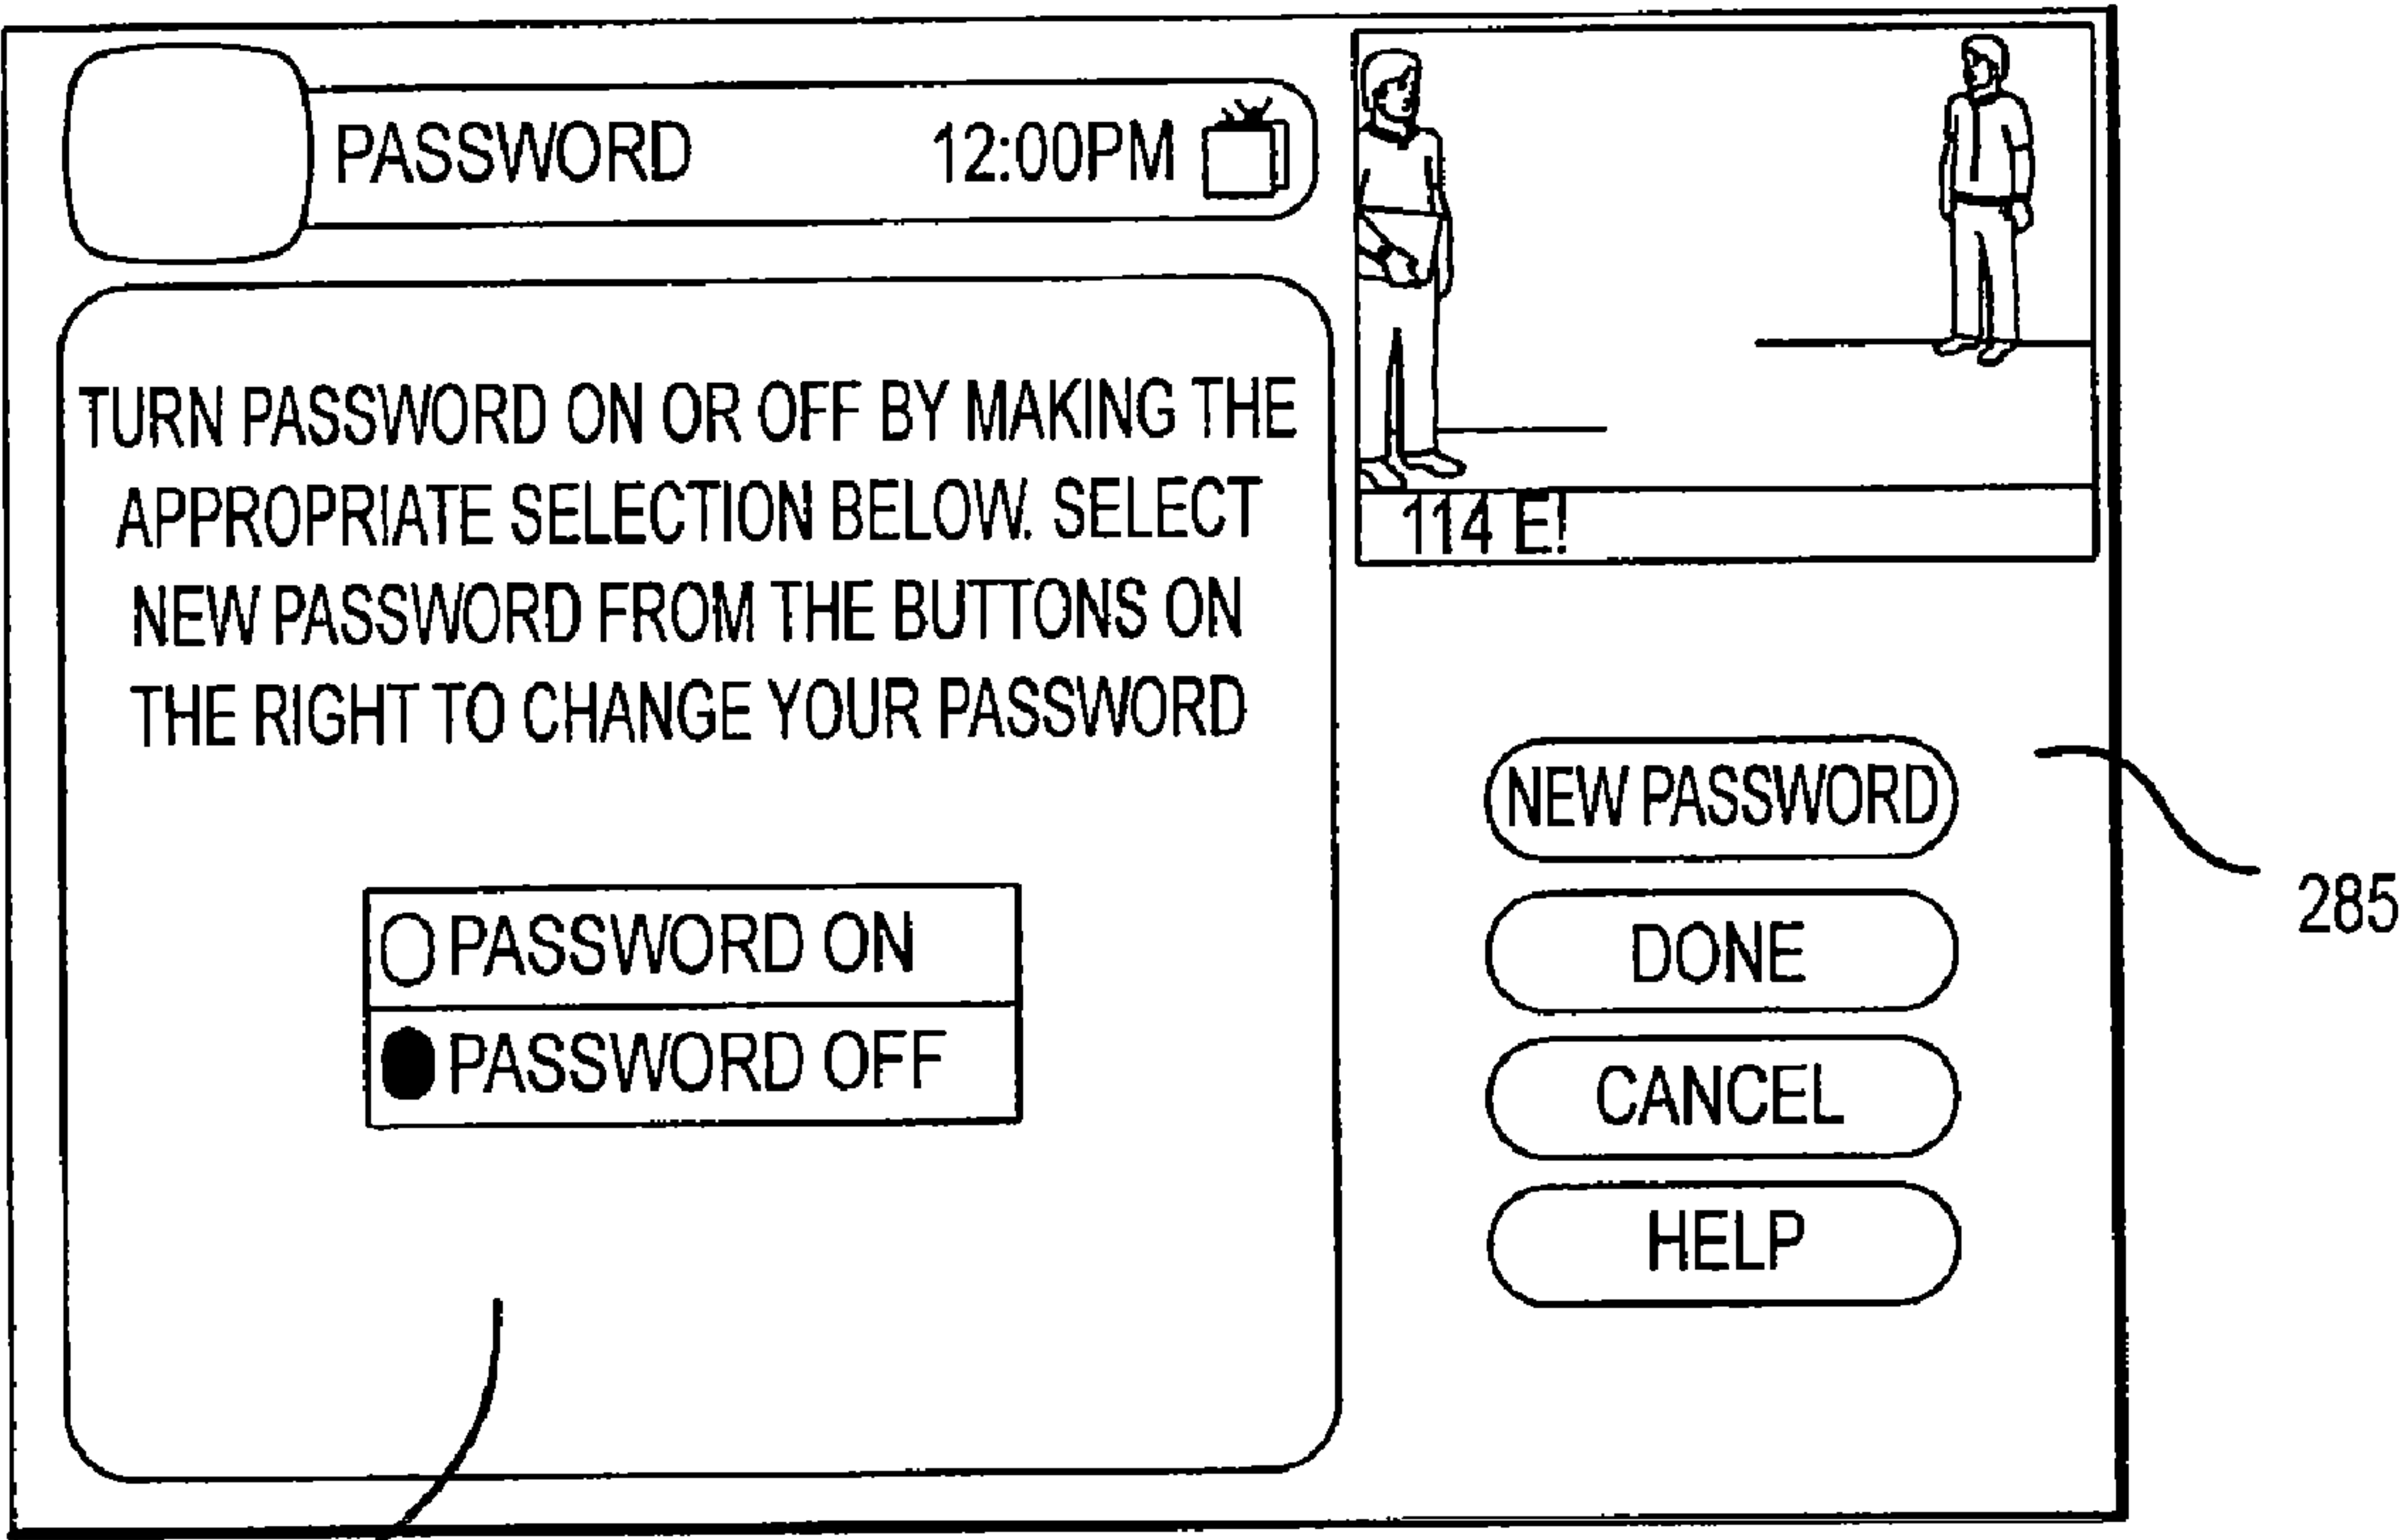 PASSWORD 12:00PM
TURN PASSWORD ON OR OFF BY MAKING THE
APPROPRIATE SELECTION BELOW. SELECT
NEW PASSWORD FROM THE BUTTONS ON
THE RIGHT TO CHANGE YOUR PASSWORD
PASSWORD ON
PASSWORD OFF
114 E!
NEW PASSWORD
DONE
CANCEL
HELP
285